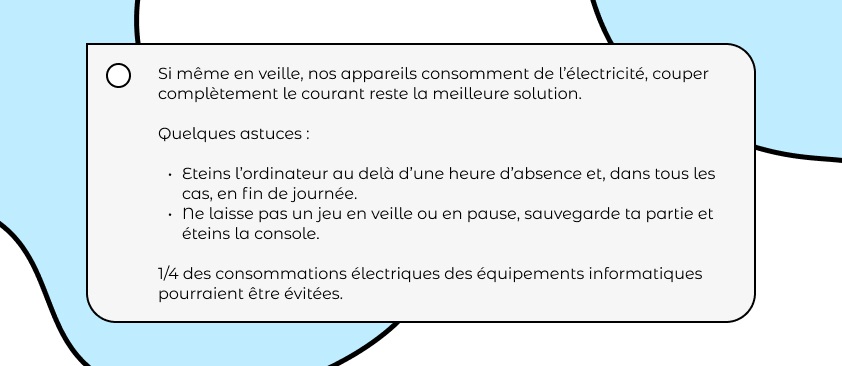 Si même en veille, nos appareils consomment de l'électricité, couper
complètement le courant reste la meilleure solution.
Quelques astuces :
• Eteins l'ordinateur au delà d'une heure d'absence et, dans tous les
cas, en fin de journée.
• Ne laisse pas un jeu en veille ou en pause, sauvegarde ta partie et
éteins la console.
1/4 des consommations électriques des équipements informatiques
pourraient être évitées.